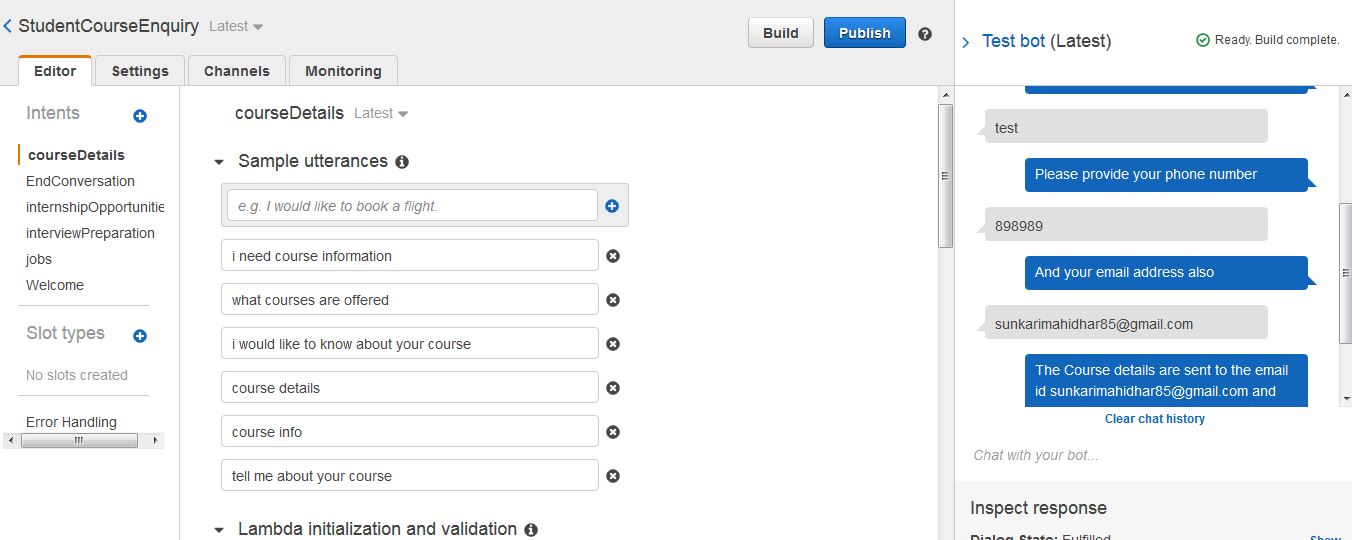 StudentCourseEnquiry Latest
Build
Publish
Editor
Settings
Channels
Monitoring
Intents
courseDetails
EndConversation
internshipOpportunitie
interviewPreparation
jobs
Welcome
Slot types
No slots created
Error Handling
courseDetails Latest
Sample utterances
e.g. I would like to book a flight.
i need course information
what courses are offered
i would like to know about your course
course details
course info
tell me about your course
Lambda initialization and validation
Test bot (Latest)
Ready. Build complete.
test
Please provide your phone number
898989
And your email address also
sunkarimahidhar85@gmail.com
The Course details are sent to the email
id sunkarimahidhar85@gmail.com and
Clear chat history
Chat with your bot...
Inspect response
Dialog State: Fulfilled
Show